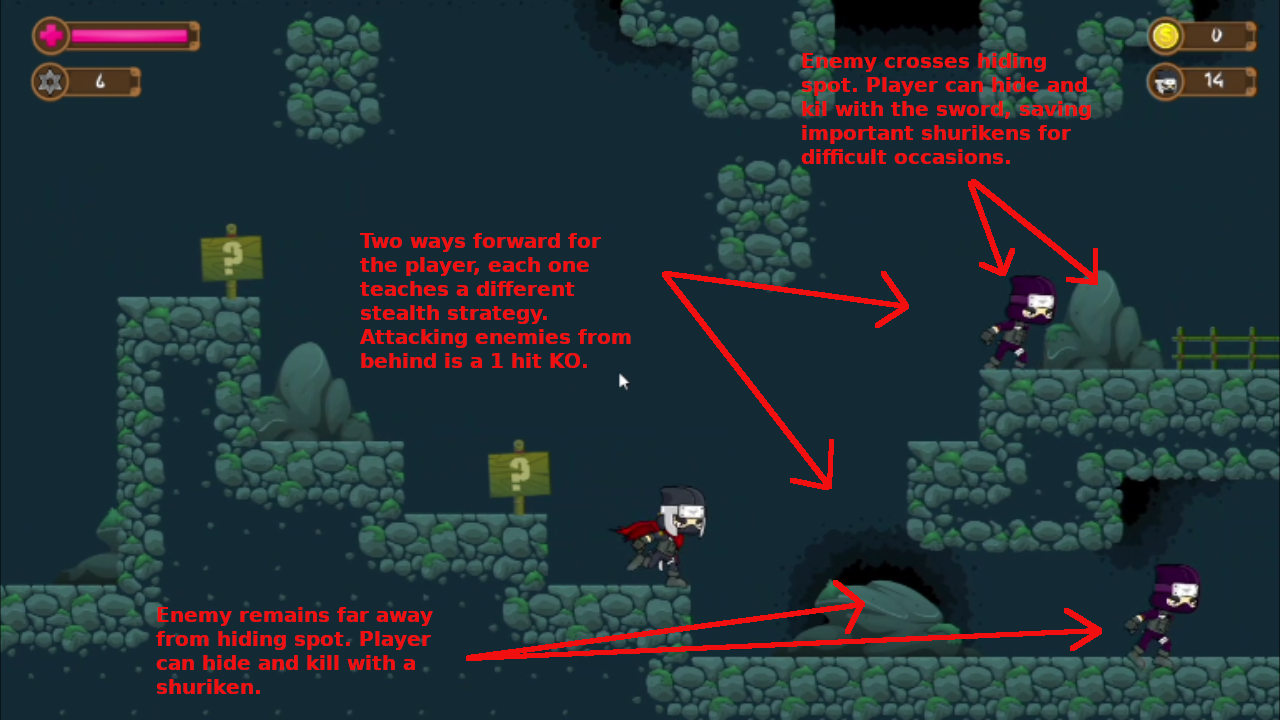 6
0
14
Enemy crosses hiding
spot. Player can hide and
kil with the sword, saving
important shurikens for
difficult occasions.
?
Two ways forward for
the player, each one
teaches a different
stealth strategy.
Attacking enemies from
behind is a 1 hit KO.
?
Enemy remains far away
from hiding spot. Player
can hide and kill with a
shuriken.